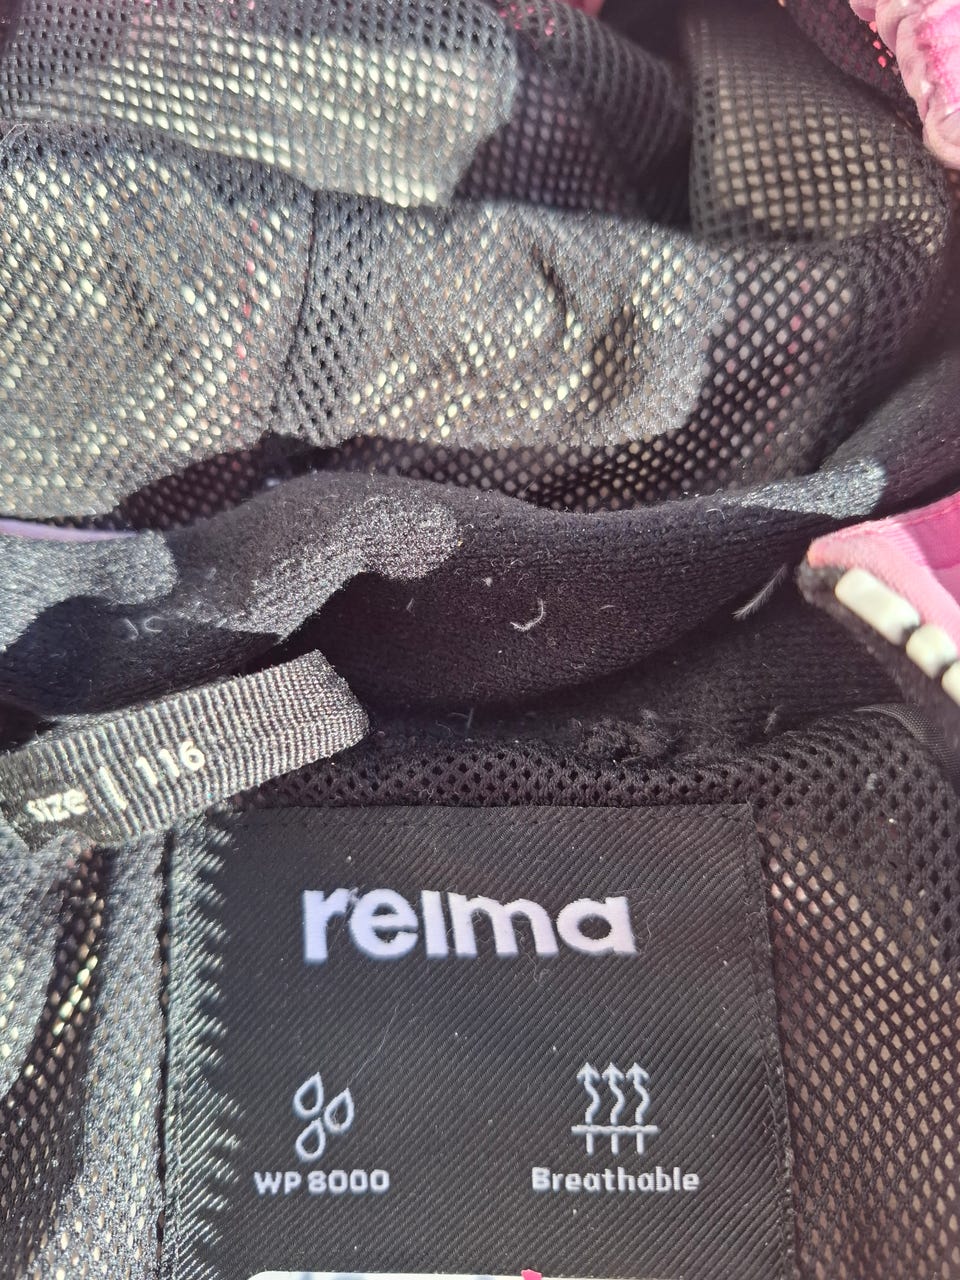 size | 116
reima
WP 8000
Breathable